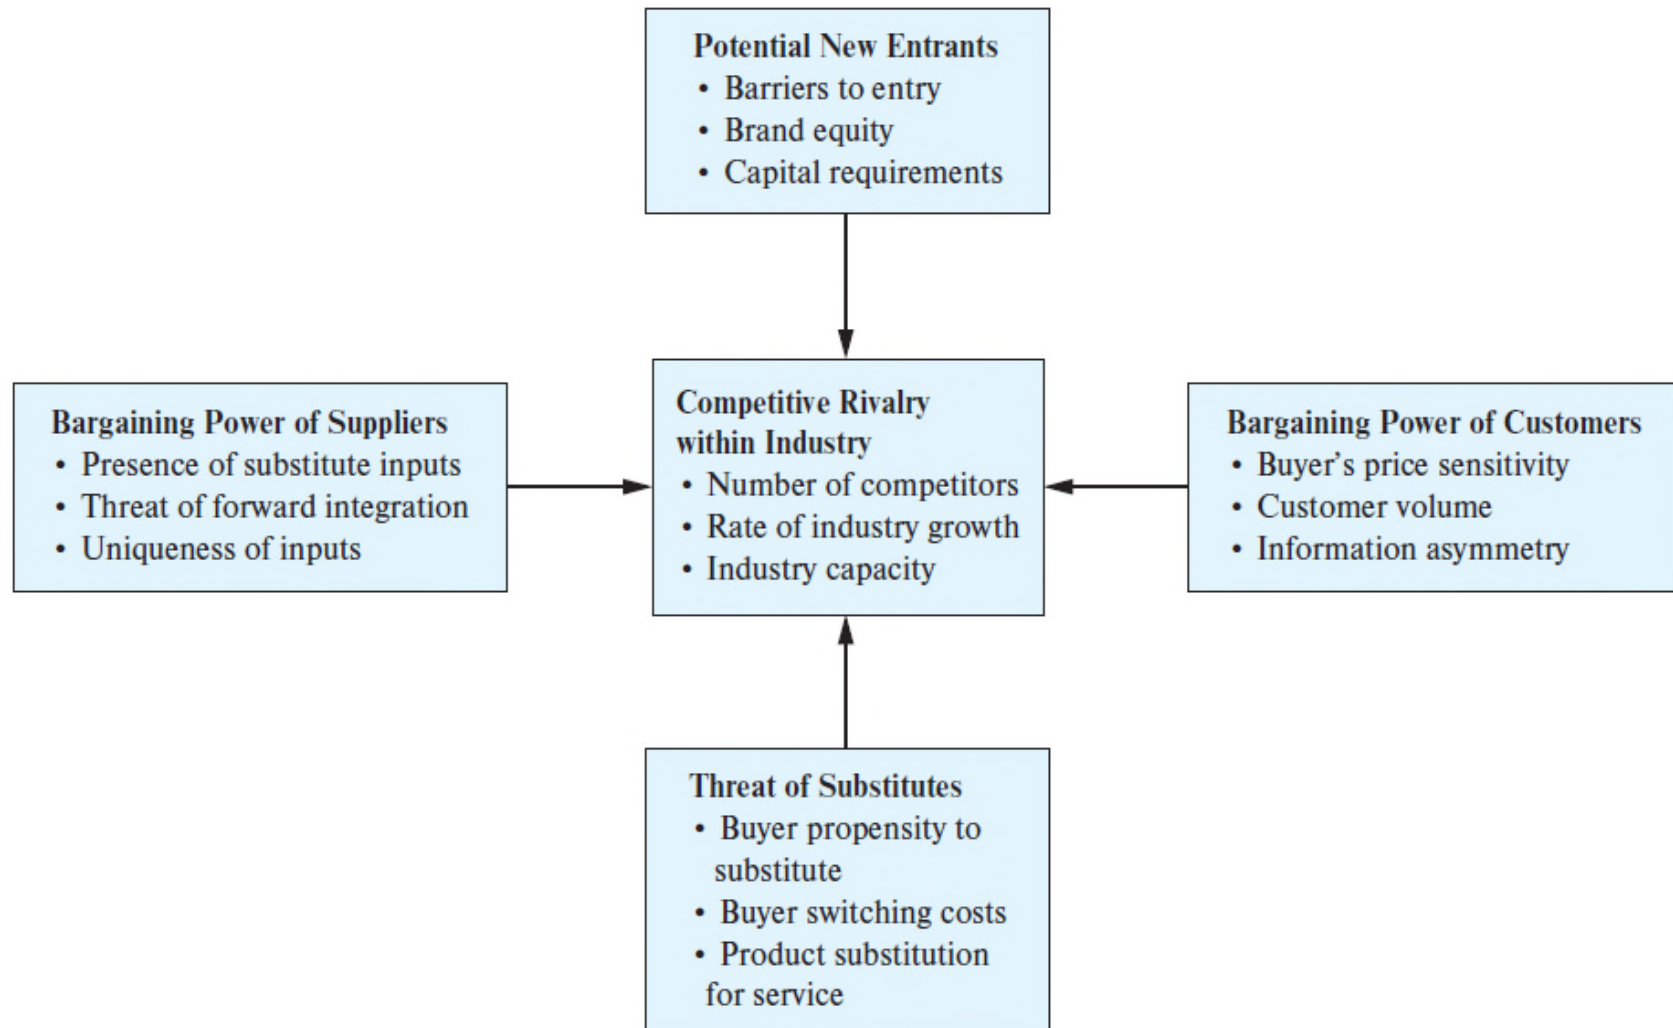 Potential New Entrants
• Barriers to entry
• Brand equity
• Capital requirements
Bargaining Power of Suppliers
• Presence of substitute inputs
• Threat of forward integration
• Uniqueness of inputs
Competitive Rivalry
within Industry
• Number of competitors
• Rate of industry growth
• Industry capacity
Bargaining Power of Customers
• Buyer’s price sensitivity
• Customer volume
• Information asymmetry
Threat of Substitutes
• Buyer propensity to
substitute
• Buyer switching costs
• Product substitution
for service